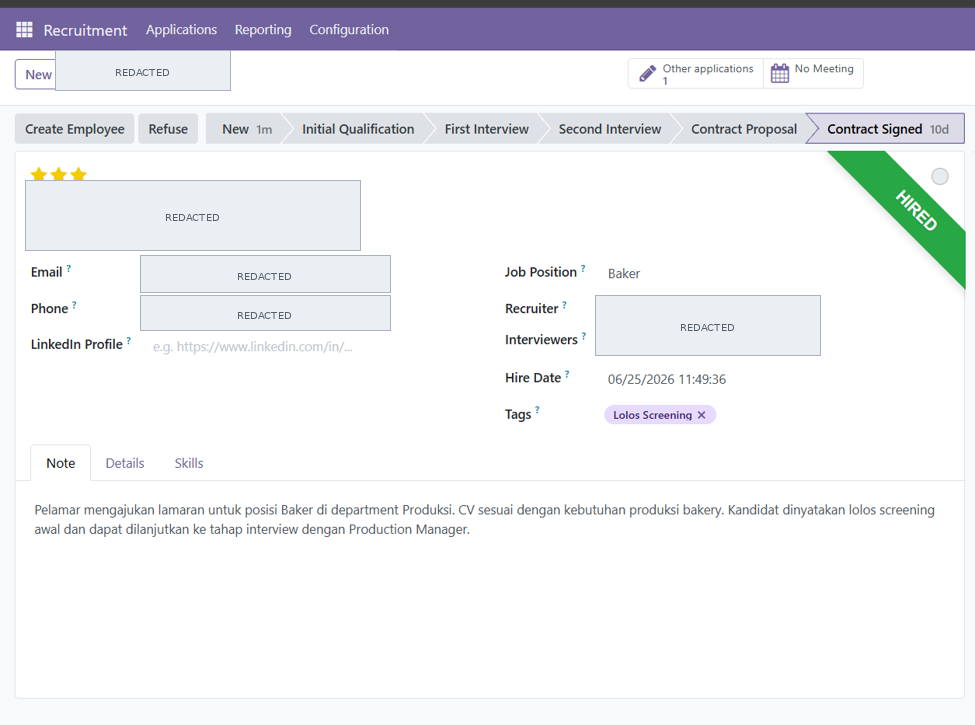 Recruitment Applications Reporting Configuration
New REDACTED Other applications 1 No Meeting
Create Employee Refuse New 1m Initial Qualification First Interview Second Interview Contract Proposal Contract Signed 10d
HIRED
REDACTED
Email ? REDACTED
Phone ? REDACTED
LinkedIn Profile ? e.g. https://www.linkedin.com/in/...
Job Position ? Baker
Recruiter ?
Interviewers ?
REDACTED
Hire Date ? 06/25/2026 11:49:36
Tags ? Lolos Screening ×
Note Details Skills
Pelamar mengajukan lamaran untuk posisi Baker di department Produksi. CV sesuai dengan kebutuhan produksi bakery. Kandidat dinyatakan lolos screening
awal dan dapat dilanjutkan ke tahap interview dengan Production Manager.